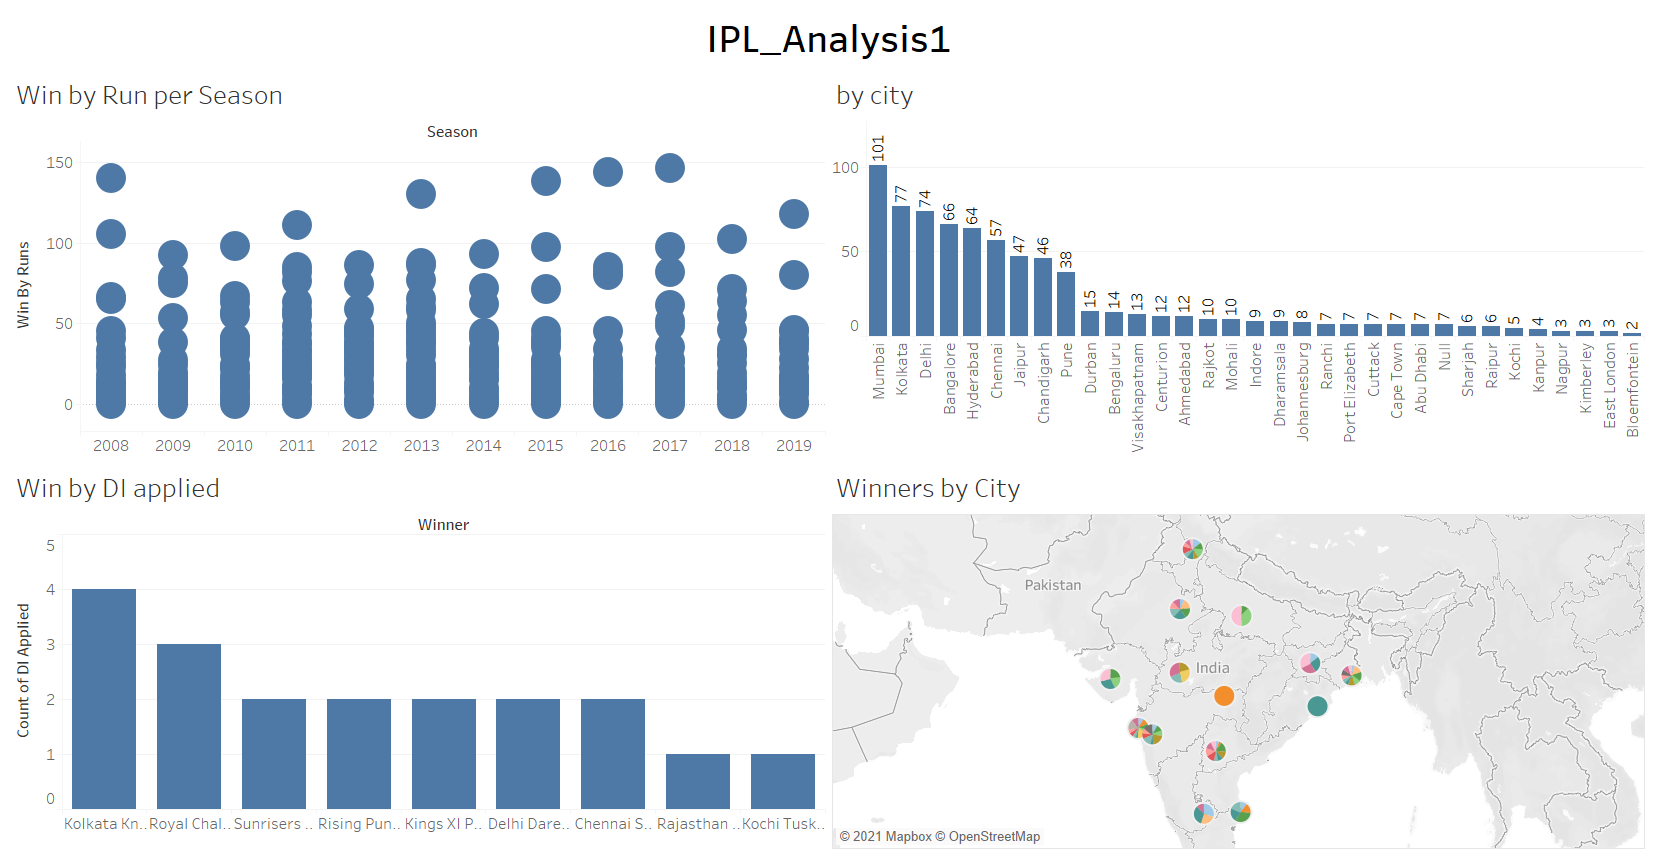 IPL_Analysis1
Win by Run per Season
Season
Win By Runs
150
100
50
0
2008 2009 2010 2011 2012 2013 2014 2015 2016 2017 2018 2019
by city
100
50
0
101 77 74 66 64 57 47 46 38 15 14 13 12 12 10 10 9 9 8 7 7 7 7 7 7 6 6 5 4 3 3 3 2
Mumbai
Kolkata
Delhi
Bangalore
Hyderabad
Chennai
Jaipur
Chandigarh
Pune
Durban
Bengaluru
Visakhapatnam
Centurion
Ahmedabad
Rajkot
Mohali
Indore
Dharamsala
Johannesburg
Ranchi
Port Elizabeth
Cuttack
Cape Town
Abu Dhabi
Null
Sharjah
Raipur
Kochi
Kanpur
Nagpur
Kimberley
East London
Bloemfontein
Win by DI applied
Winner
Count of DI Applied
5
4
3
2
1
0
Kolkata Kn.. Royal Chal.. Sunrisers .. Rising Pun.. Kings XI P.. Delhi Dare.. Chennai S.. Rajasthan .. Kochi Tusk..
Winners by City
Pakistan
India
© 2021 Mapbox © OpenStreetMap